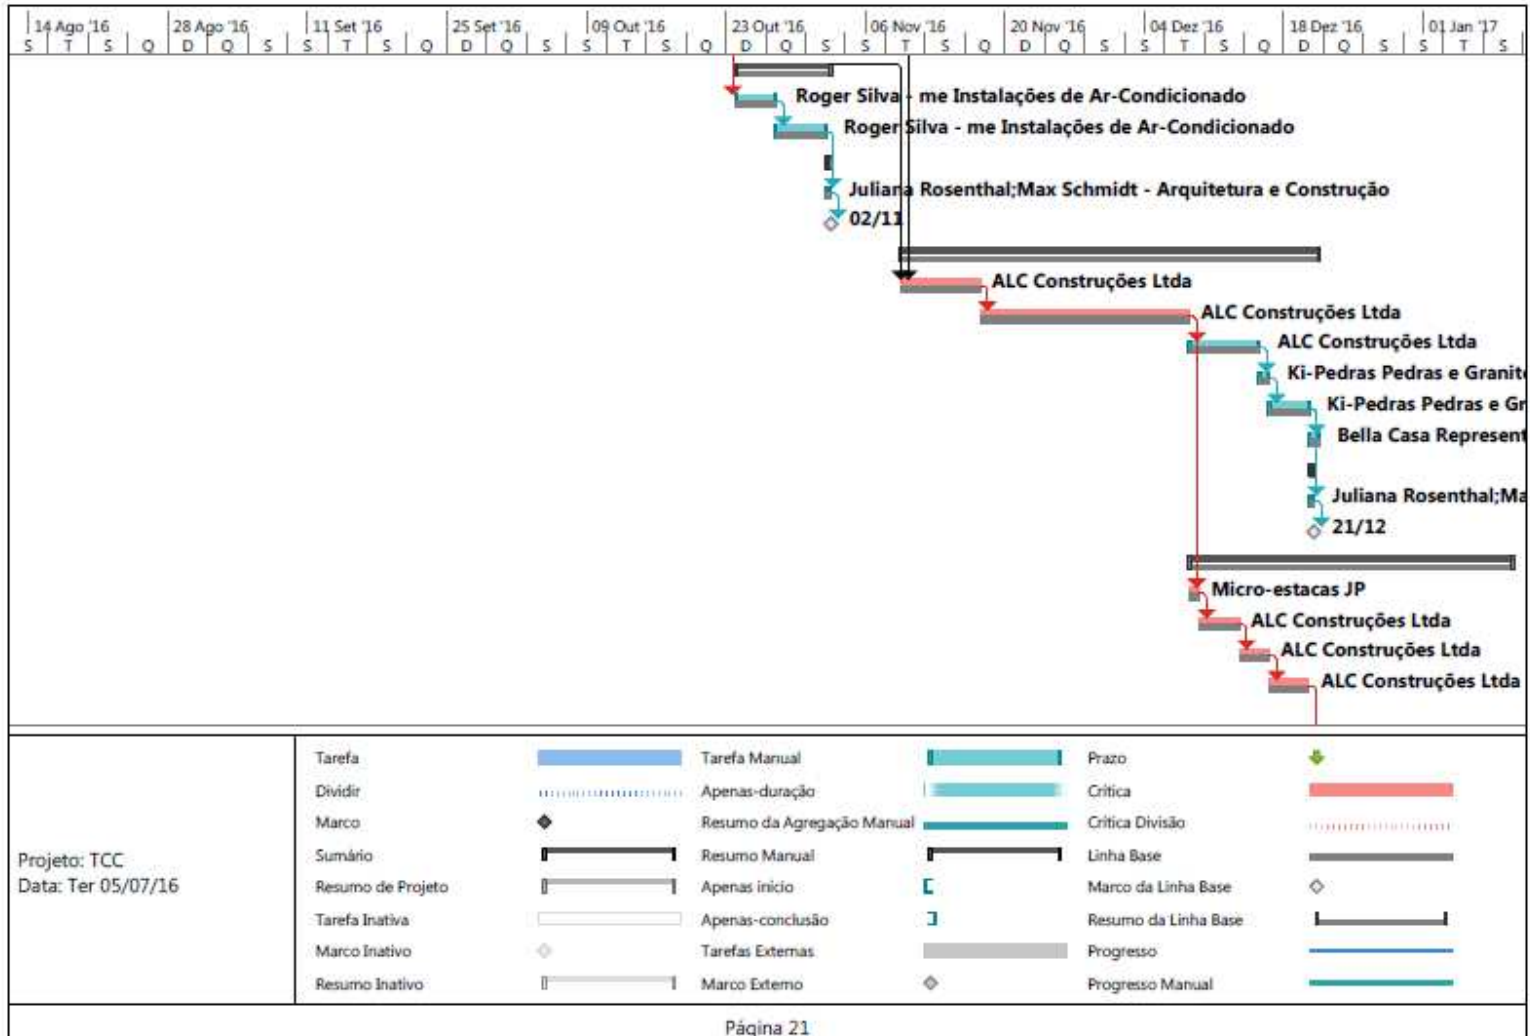 14 Ago '16 28 Ago '16 11 Set '16 25 Set '16 09 Out '16 23 Out '16 06 Nov '16 20 Nov '16 04 Dez '16 18 Dez '16 01 Jan '17
S T S Q D Q S S T S Q D Q S S T S Q D Q S S T S Q D Q S S T S Q D Q S S T S
Roger Silva - me Instalações de Ar-Condicionado
Roger Silva - me Instalações de Ar-Condicionado
Juliana Rosenthal;Max Schmidt - Arquitetura e Construção
02/11
ALC Construções Ltda
ALC Construções Ltda
ALC Construções Ltda
Ki-Pedras Pedras e Granit
Ki-Pedras Pedras e Gr
Bella Casa Represent
Juliana Rosenthal;Ma
21/12
Micro-estacas JP
ALC Construções Ltda
ALC Construções Ltda
ALC Construções Ltda
Projeto: TCC
Data: Ter 05/07/16
Tarefa Tarefa Manual Prazo
Dividir Apenas-duração Crítica
Marco Resumo da Agregação Manual Crítica Divisão
Sumário Resumo Manual Linha Base
Resumo de Projeto Apenas início Marco da Linha Base
Tarefa Inativa Apenas-conclusão Resumo da Linha Base
Marco Inativo Tarefas Externas Progresso
Resumo Inativo Marco Externo Progresso Manual
Página 21